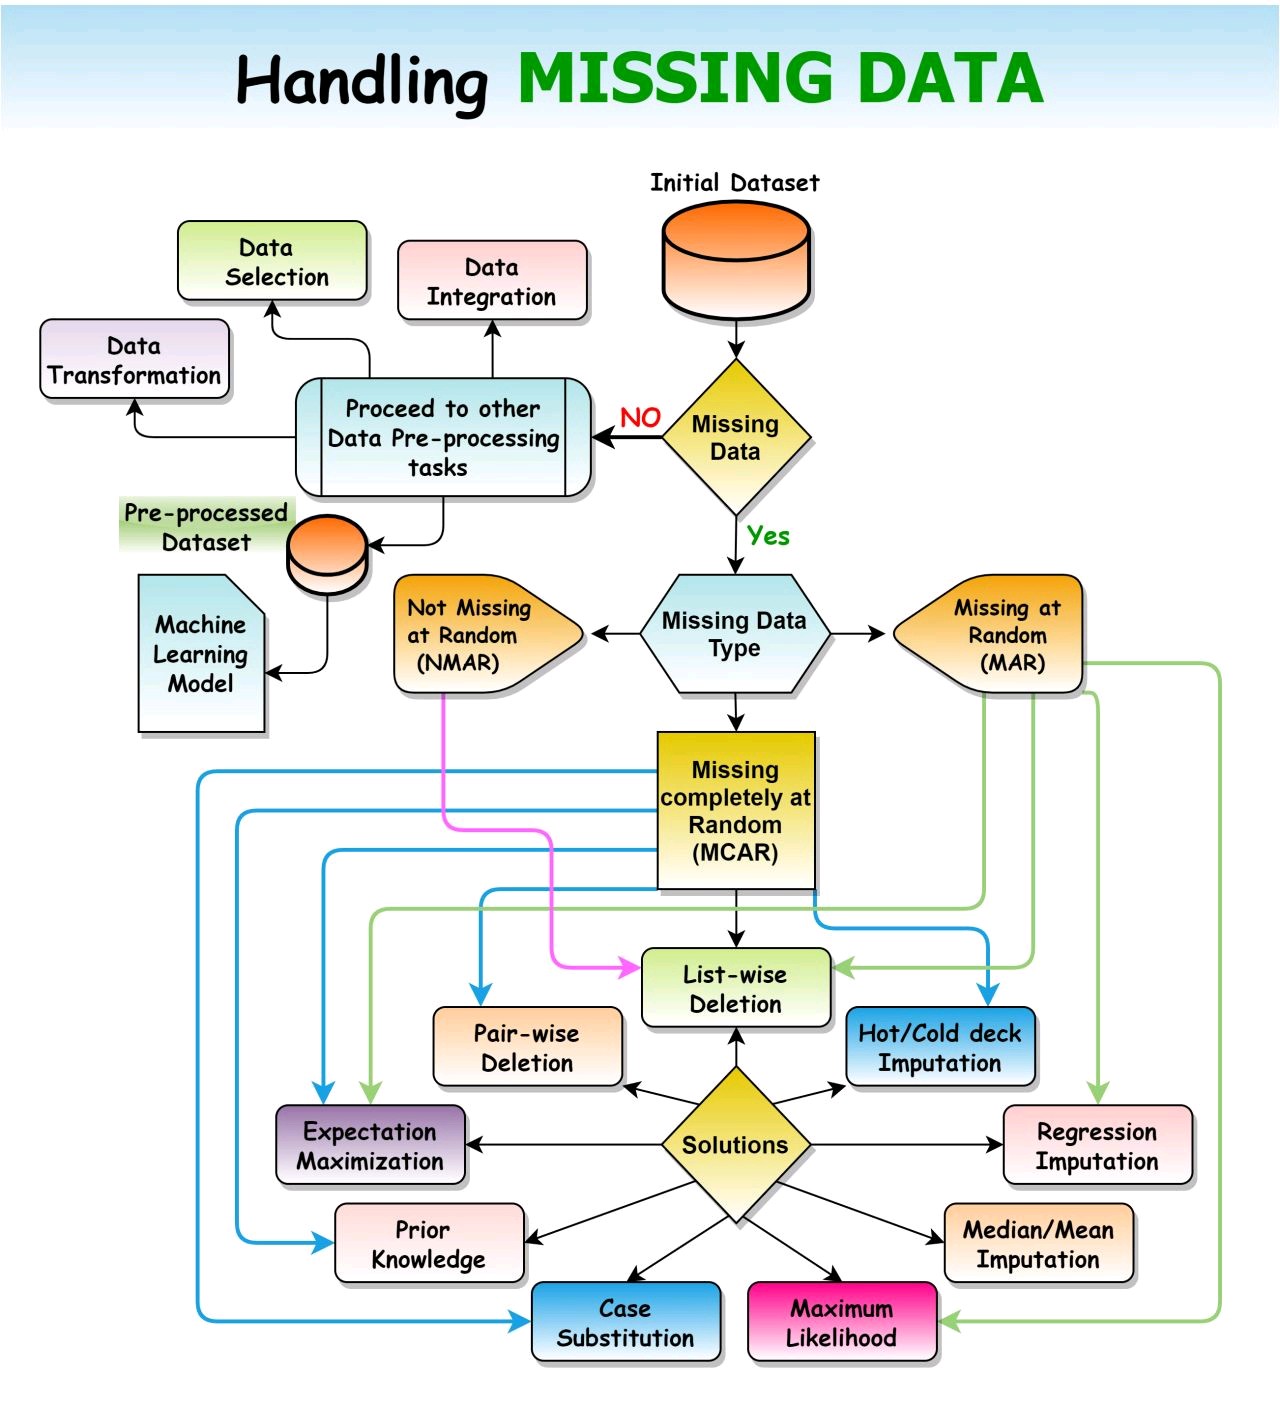 Handling MISSING DATA
Initial Dataset
Data
Selection
Data
Integration
Data
Transformation
Proceed to other
Data Pre-processing
tasks
NO
Missing
Data
Pre-processed
Dataset
Yes
Machine
Learning
Model
Not Missing
at Random
(NMAR)
Missing Data
Type
Missing at
Random
(MAR)
Missing
completely at
Random
(MCAR)
List-wise
Deletion
Pair-wise
Deletion
Hot/Cold deck
Imputation
Expectation
Maximization
Solutions
Regression
Imputation
Prior
Knowledge
Median/Mean
Imputation
Case
Substitution
Maximum
Likelihood